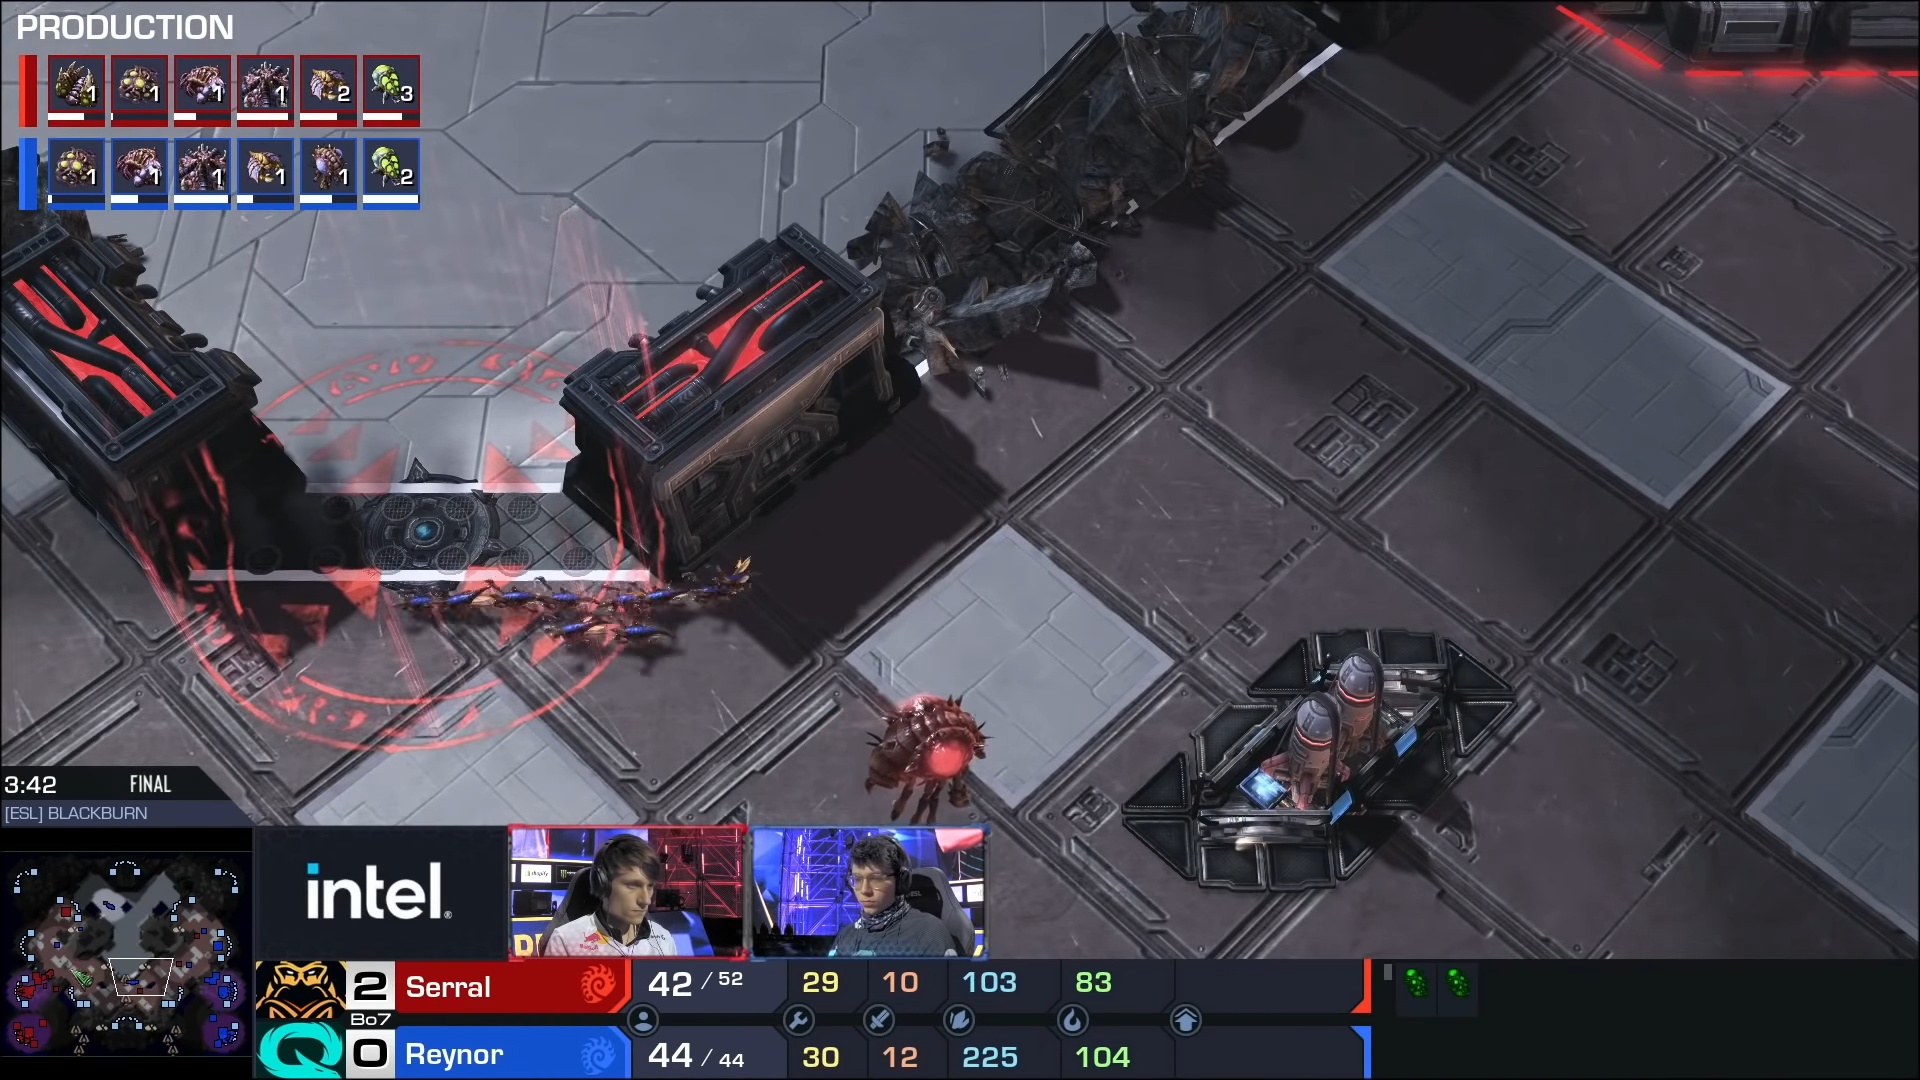 PRODUCTION
1 1 1 1 2 3
1 1 1 1 1 2
3:42 FINAL
[ESL] BLACKBURN
intel.
2 Serral 42 / 52 29 10 103 83
Bo7
0 Reynor 44 / 44 30 12 225 104